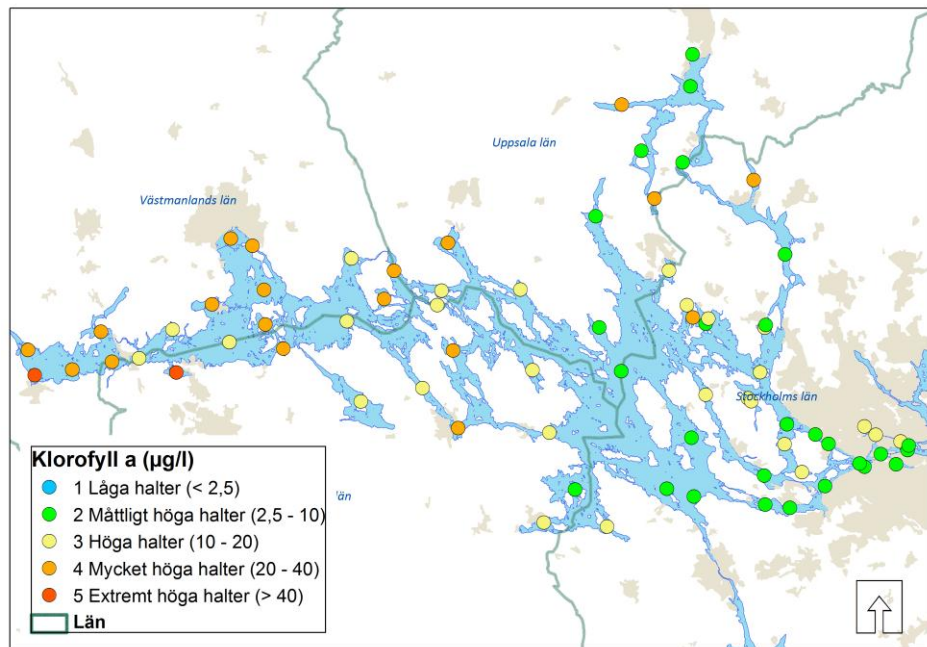 Uppsala län
Västmanlands län
Stockholms län
län
Klorofyll a (µg/l)
1 Låga halter (< 2,5)
2 Måttligt höga halter (2,5 - 10)
3 Höga halter (10 - 20)
4 Mycket höga halter (20 - 40)
5 Extremt höga halter (> 40)
Län